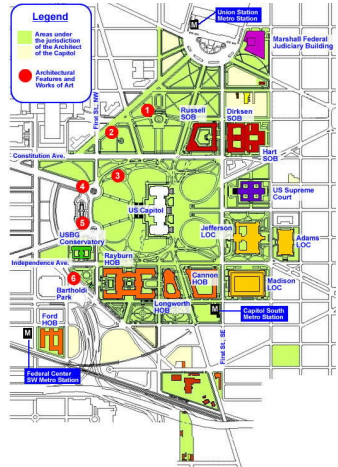 Legend
Areas under
the jurisdiction
of the Architect
of the Capitol
Architectural
Features and
Works of Art
M
Union Station
Metro Station
Marshall Federal
Judiciary Building
First St., NW
1
2
Russell
SOB
Dirksen
SOB
Hart
SOB
Constitution Ave.
3
4
5
US Capitol
US Supreme
Court
USBG
Conservatory
Jefferson
LOC
Adams
LOC
Independence Ave.
Rayburn
HOB
6
Bartholdi
Park
Cannon
HOB
Madison
LOC
Longworth
HOB
M
Capitol South
Metro Station
Ford
HOB
M
First St., SE
Federal Center
SW Metro Station